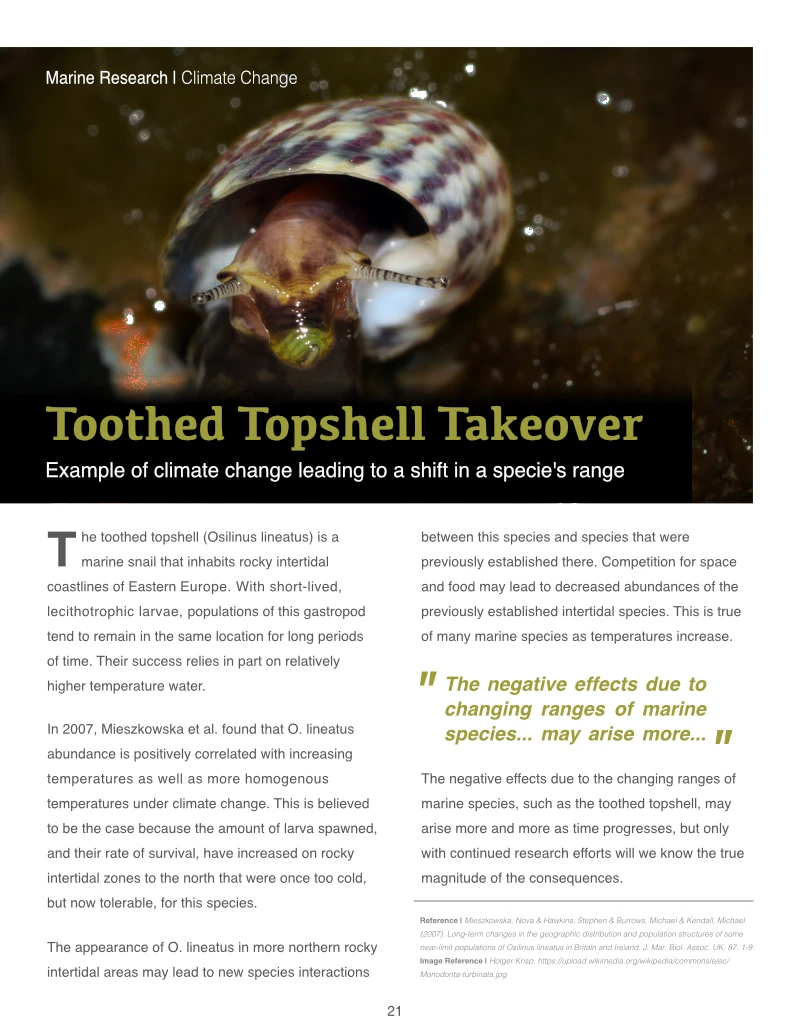 Marine Research | Climate Change
Toothed Topshell Takeover
Example of climate change leading to a shift in a specie's range
The toothed topshell (Osilinus lineatus) is a
marine snail that inhabits rocky intertidal
coastlines of Eastern Europe. With short-lived,
lecithotrophic larvae, populations of this gastropod
tend to remain in the same location for long periods
of time. Their success relies in part on relatively
higher temperature water.
In 2007, Mieszkowska et al. found that O. lineatus
abundance is positively correlated with increasing
temperatures as well as more homogenous
temperatures under climate change. This is believed
to be the case because the amount of larva spawned,
and their rate of survival, have increased on rocky
intertidal zones to the north that were once too cold,
but now tolerable, for this species.
The appearance of O. lineatus in more northern rocky
intertidal areas may lead to new species interactions
between this species and species that were
previously established there. Competition for space
and food may lead to decreased abundances of the
previously established intertidal species. This is true
of many marine species as temperatures increase.
" The negative effects due to
changing ranges of marine
species... may arise more... "
The negative effects due to the changing ranges of
marine species, such as the toothed topshell, may
arise more and more as time progresses, but only
with continued research efforts will we know the true
magnitude of the consequences.
Reference | Mieszkowska, Nova & Hawkins, Stephen & Burrows, Michael & Kendall, Michael.
(2007). Long-term changes in the geographic distribution and population structures of some
near-limit populations of Osilinus lineatus in Britain and Ireland. J. Mar. Biol. Assoc. UK. 87. 1-9.
Image Reference | Holger Krisp. https://upload.wikimedia.org/wikipedia/commons/e/ec/
Monodonta-turbinata.jpg
21